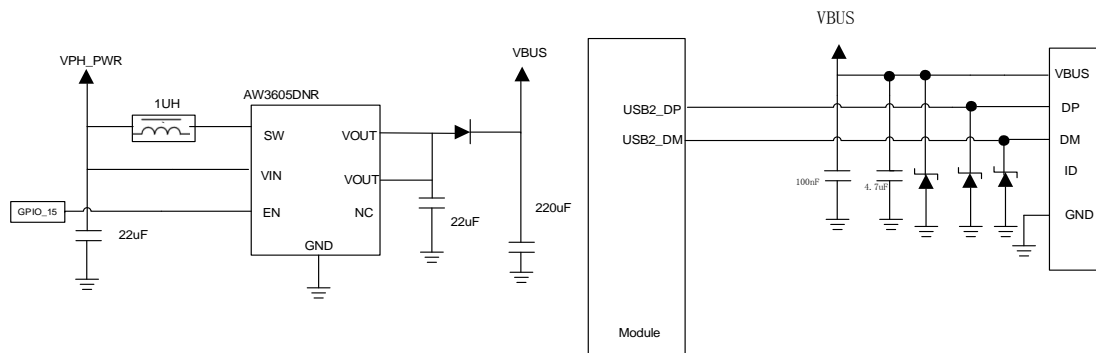 VPH_PWR
1UH
AW3605DNR
SW
VIN
EN
GND
VOUT
VOUT
NC
GPIO_15
22uF
22uF
VBUS
220uF
USB2_DP
USB2_DM
Module
VBUS
100nF
4.7uF
VBUS
DP
DM
ID
GND